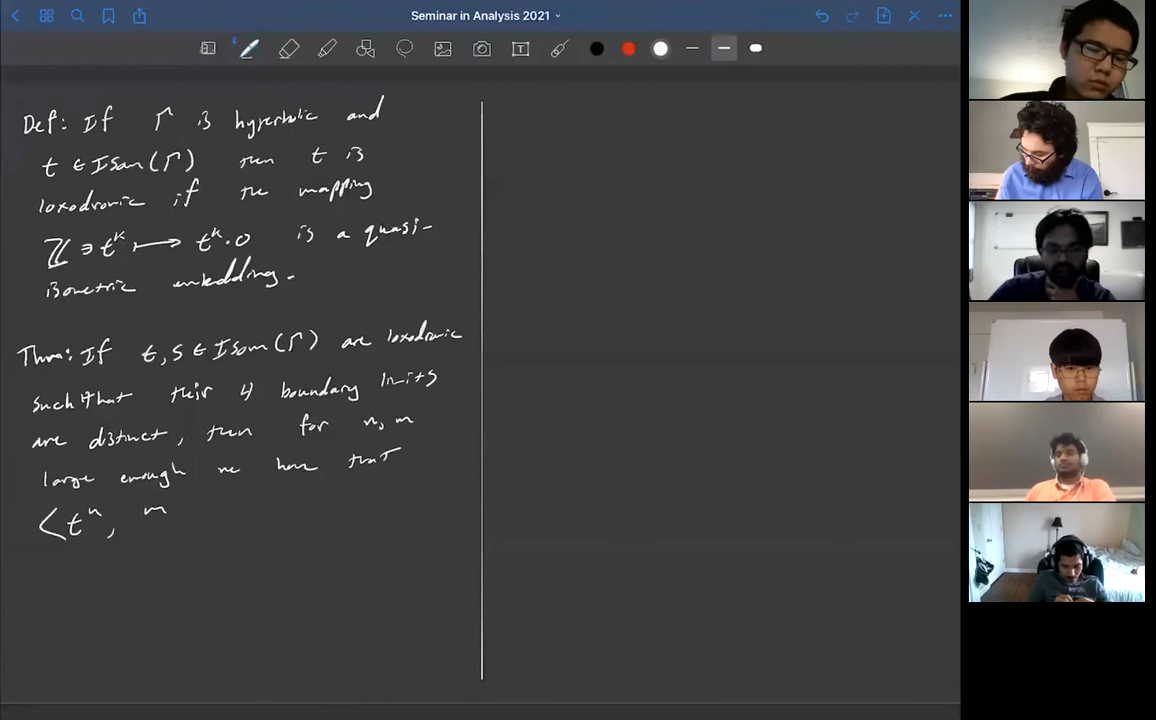 Seminar in Analysis 2021
Def: If Γ is hyperbolic and
t ∈ Isom(Γ) then t is
loxodromic if the mapping
ℤ ∋ t^k ↦ t^k · o is a quasi-
isometric embedding.
Thm: If t, s ∈ Isom(Γ) are loxodromic
such that their 4 boundary limits
are distinct, then for n, m
large enough we have that
<t^n, m